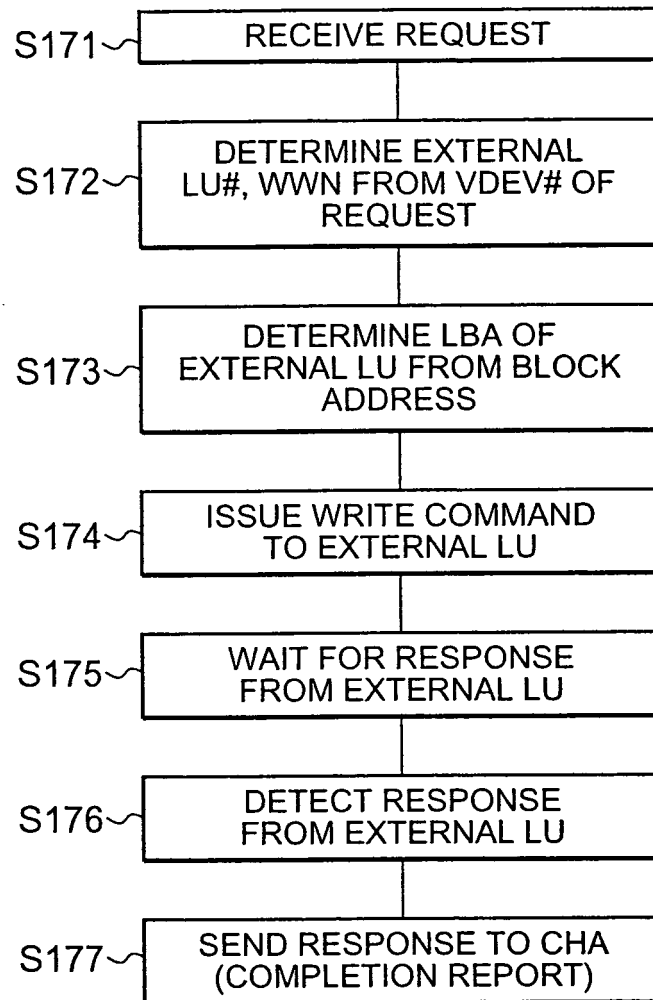 S171
RECEIVE REQUEST
S172
DETERMINE EXTERNAL
LU#, WWN FROM VDEV# OF
REQUEST
S173
DETERMINE LBA OF
EXTERNAL LU FROM BLOCK
ADDRESS
S174
ISSUE WRITE COMMAND
TO EXTERNAL LU
S175
WAIT FOR RESPONSE
FROM EXTERNAL LU
S176
DETECT RESPONSE
FROM EXTERNAL LU
S177
SEND RESPONSE TO CHA
(COMPLETION REPORT)